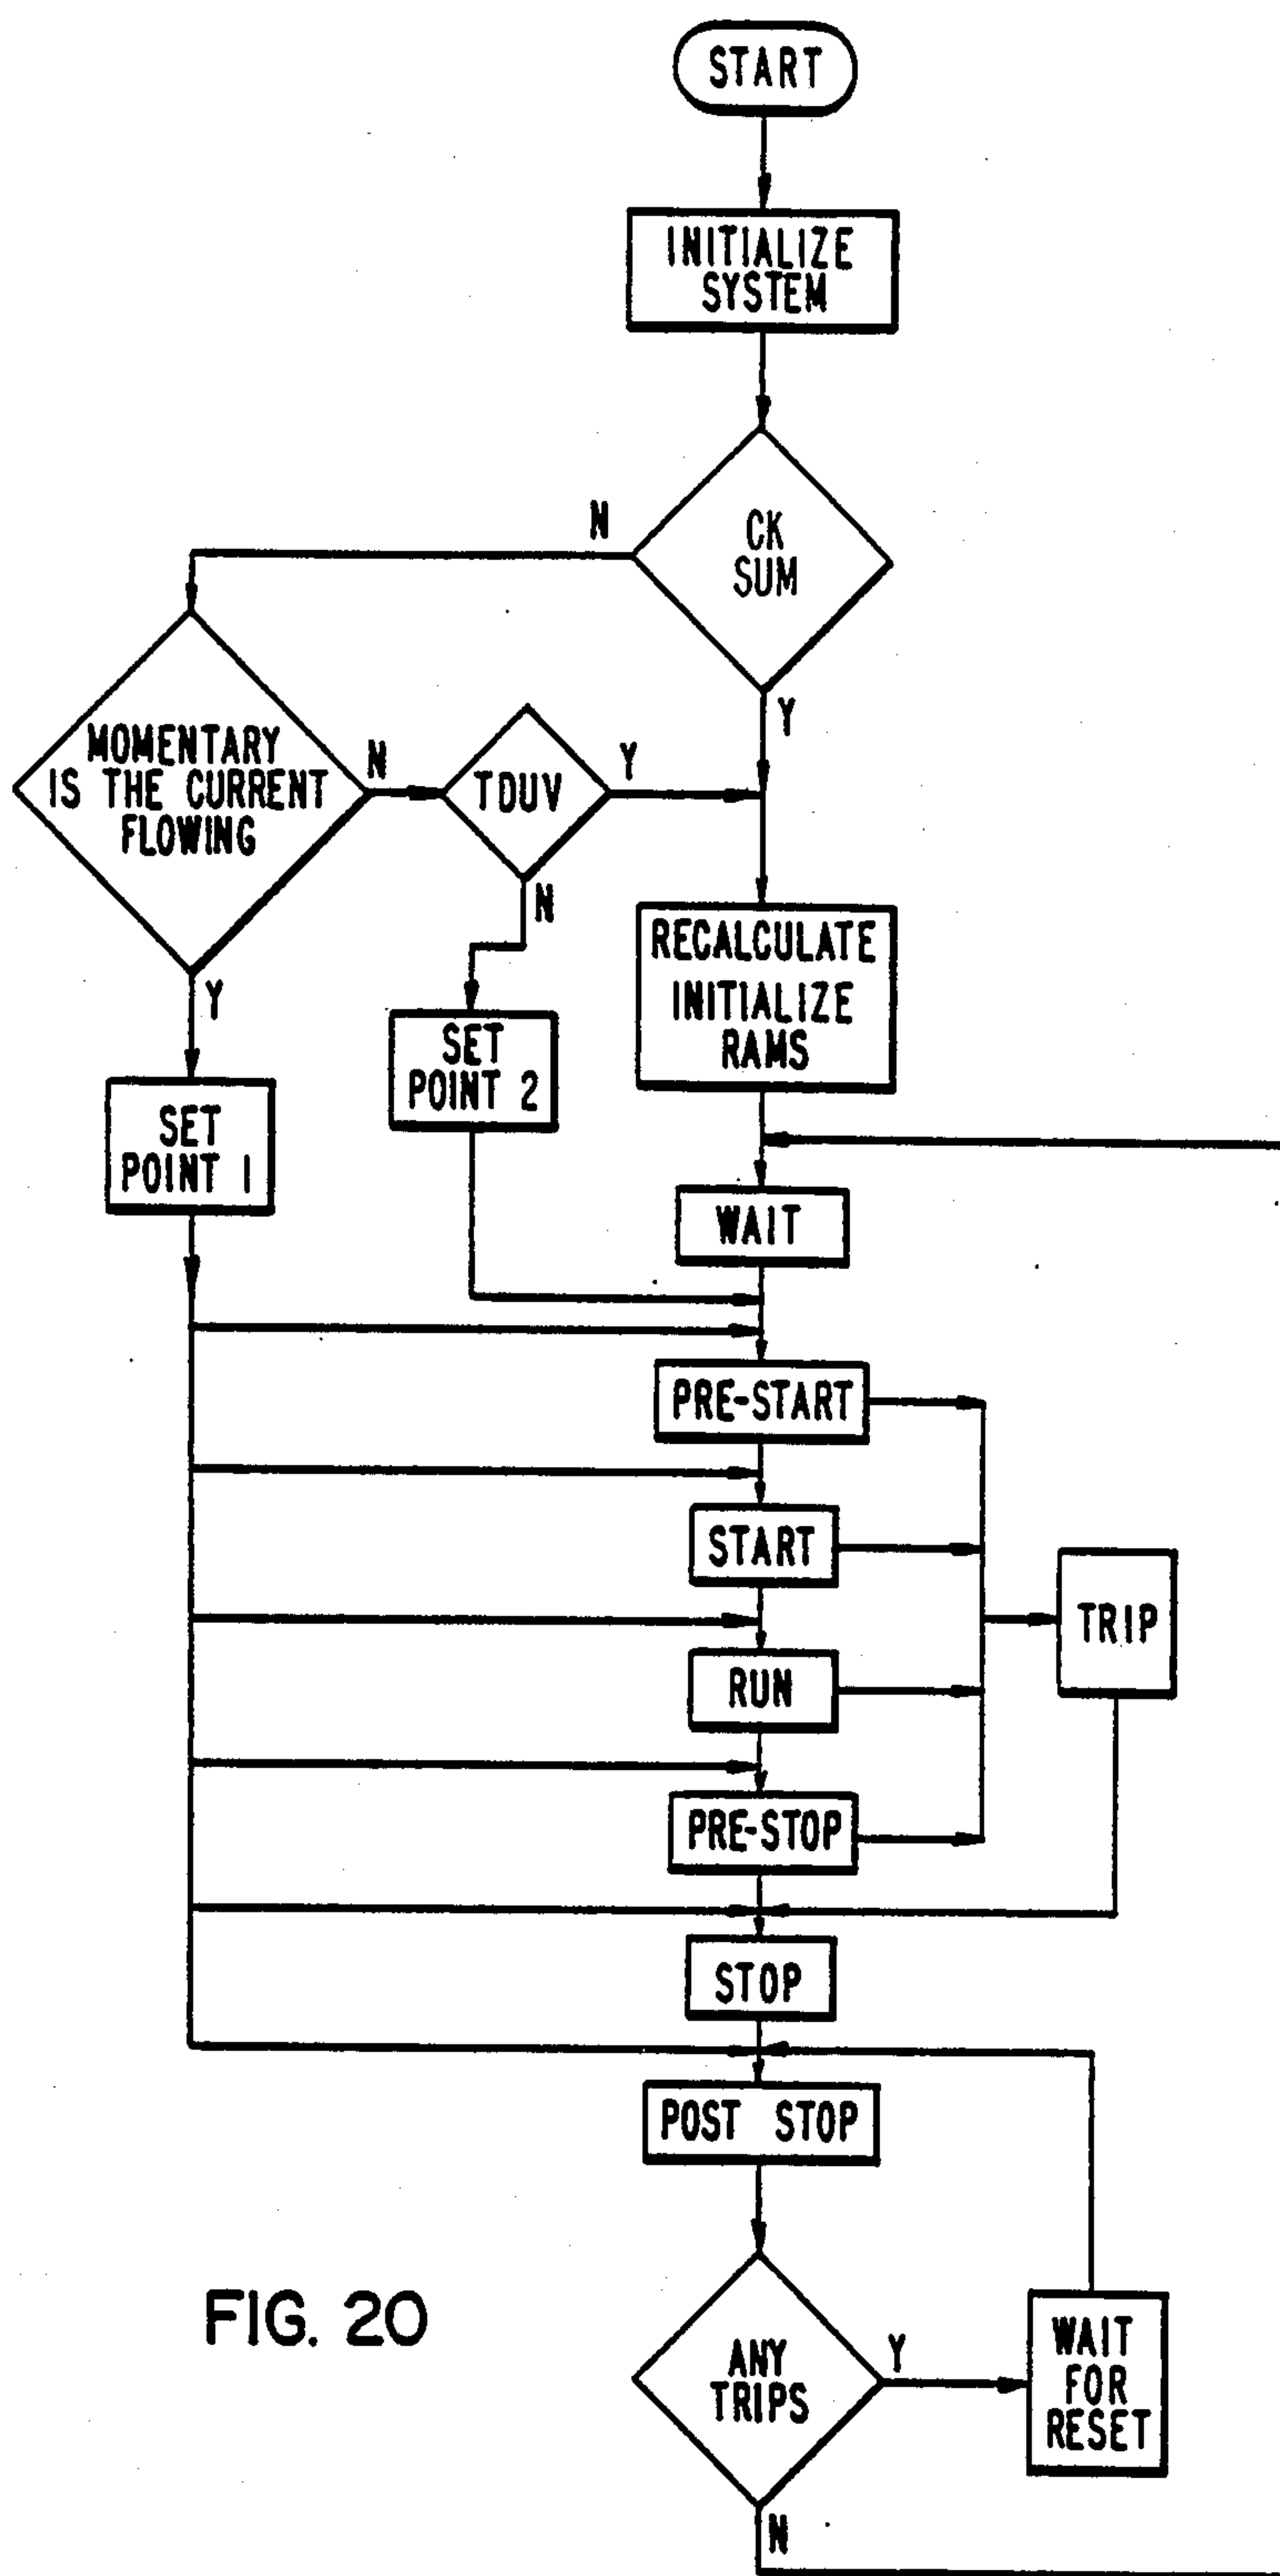 START
INITIALIZE
SYSTEM
N
CK
SUM
Y
MOMENTARY
IS THE CURRENT
FLOWING
N
TDUV
Y
N
Y
RECALCULATE
INITIALIZE
RAMS
SET
POINT 2
SET
POINT 1
WAIT
PRE-START
START
TRIP
RUN
PRE-STOP
STOP
POST STOP
ANY
TRIPS
Y
WAIT
FOR
RESET
N
FIG. 20